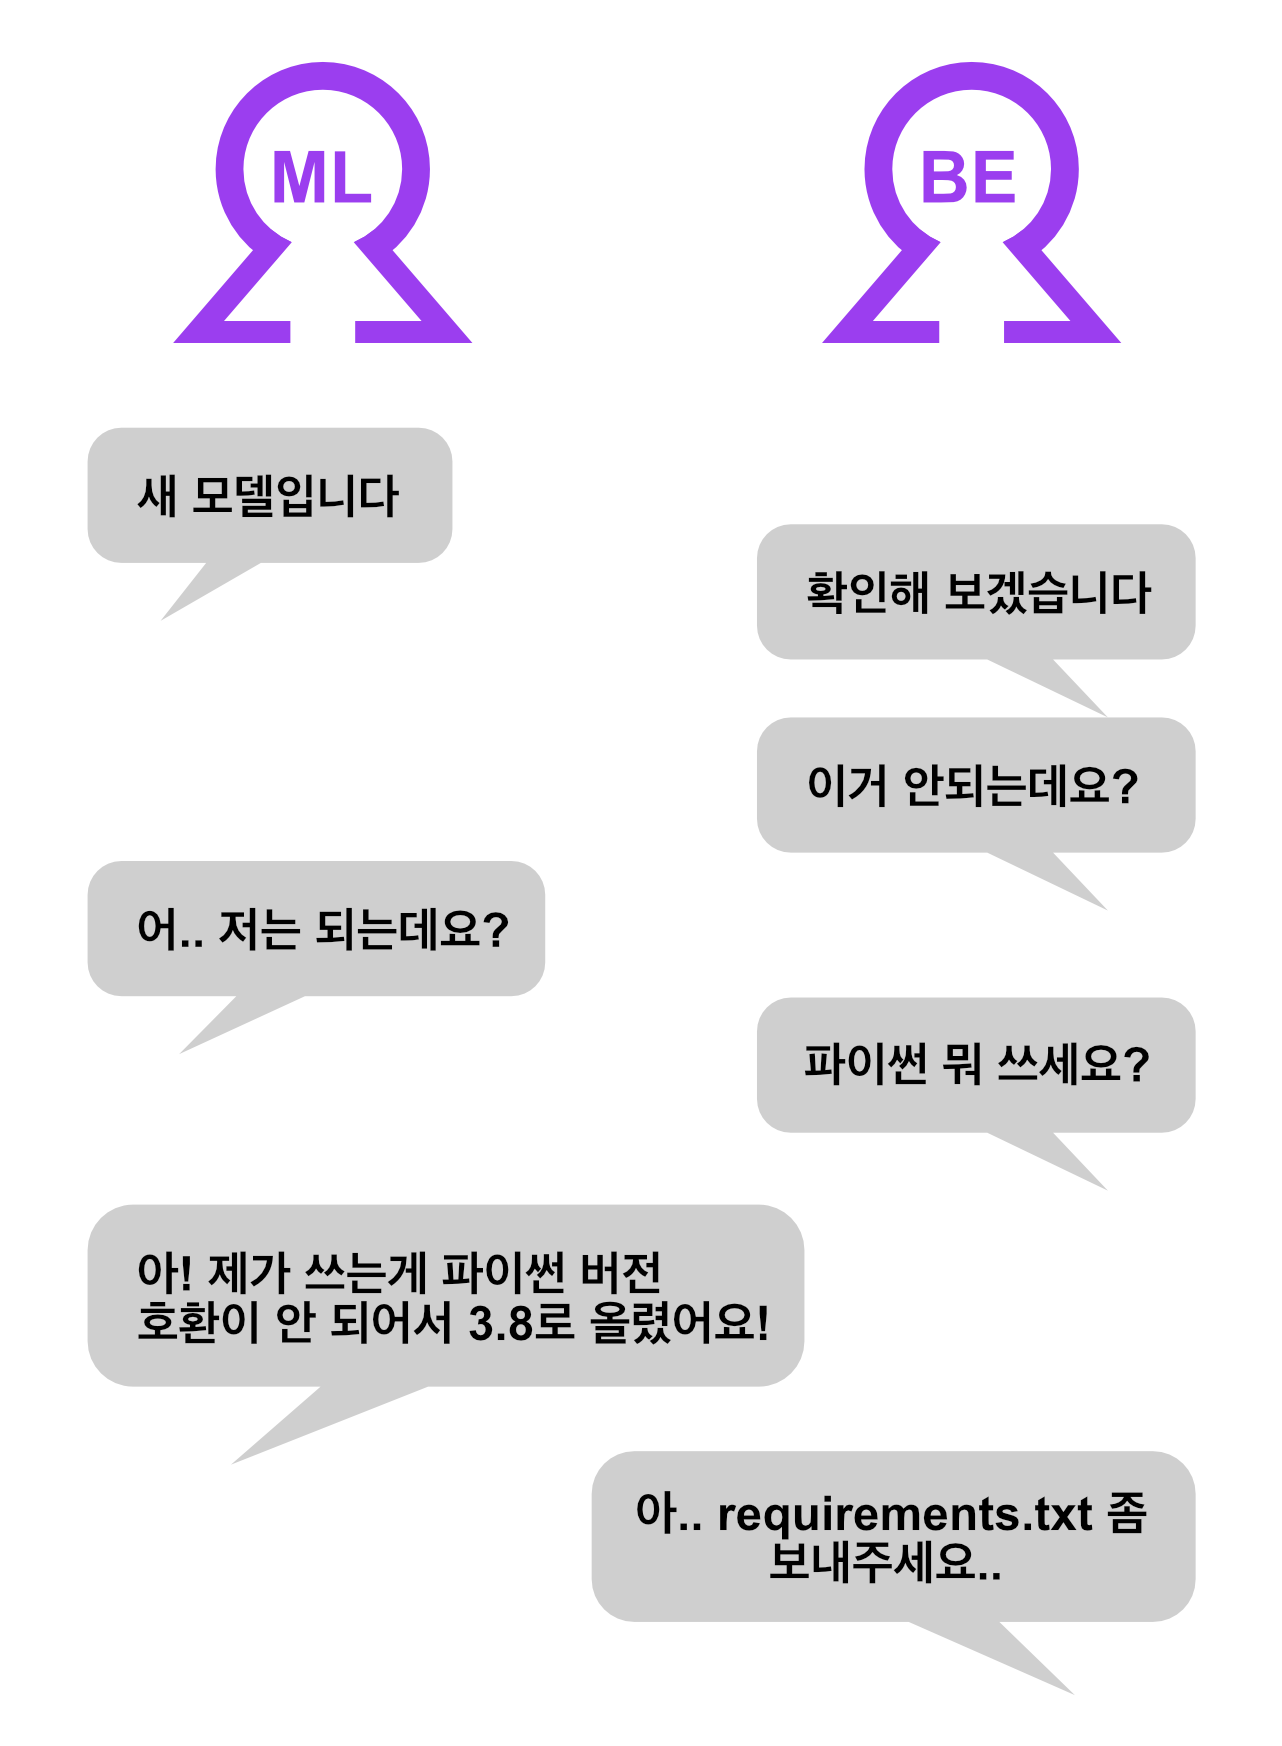 ML
BE
새 모델입니다
확인해 보겠습니다
이거 안되는데요?
어.. 저는 되는데요?
파이썬 뭐 쓰세요?
아! 제가 쓰는게 파이썬 버전
호환이 안 되어서 3.8로 올렸어요!
아.. requirements.txt 좀
보내주세요..